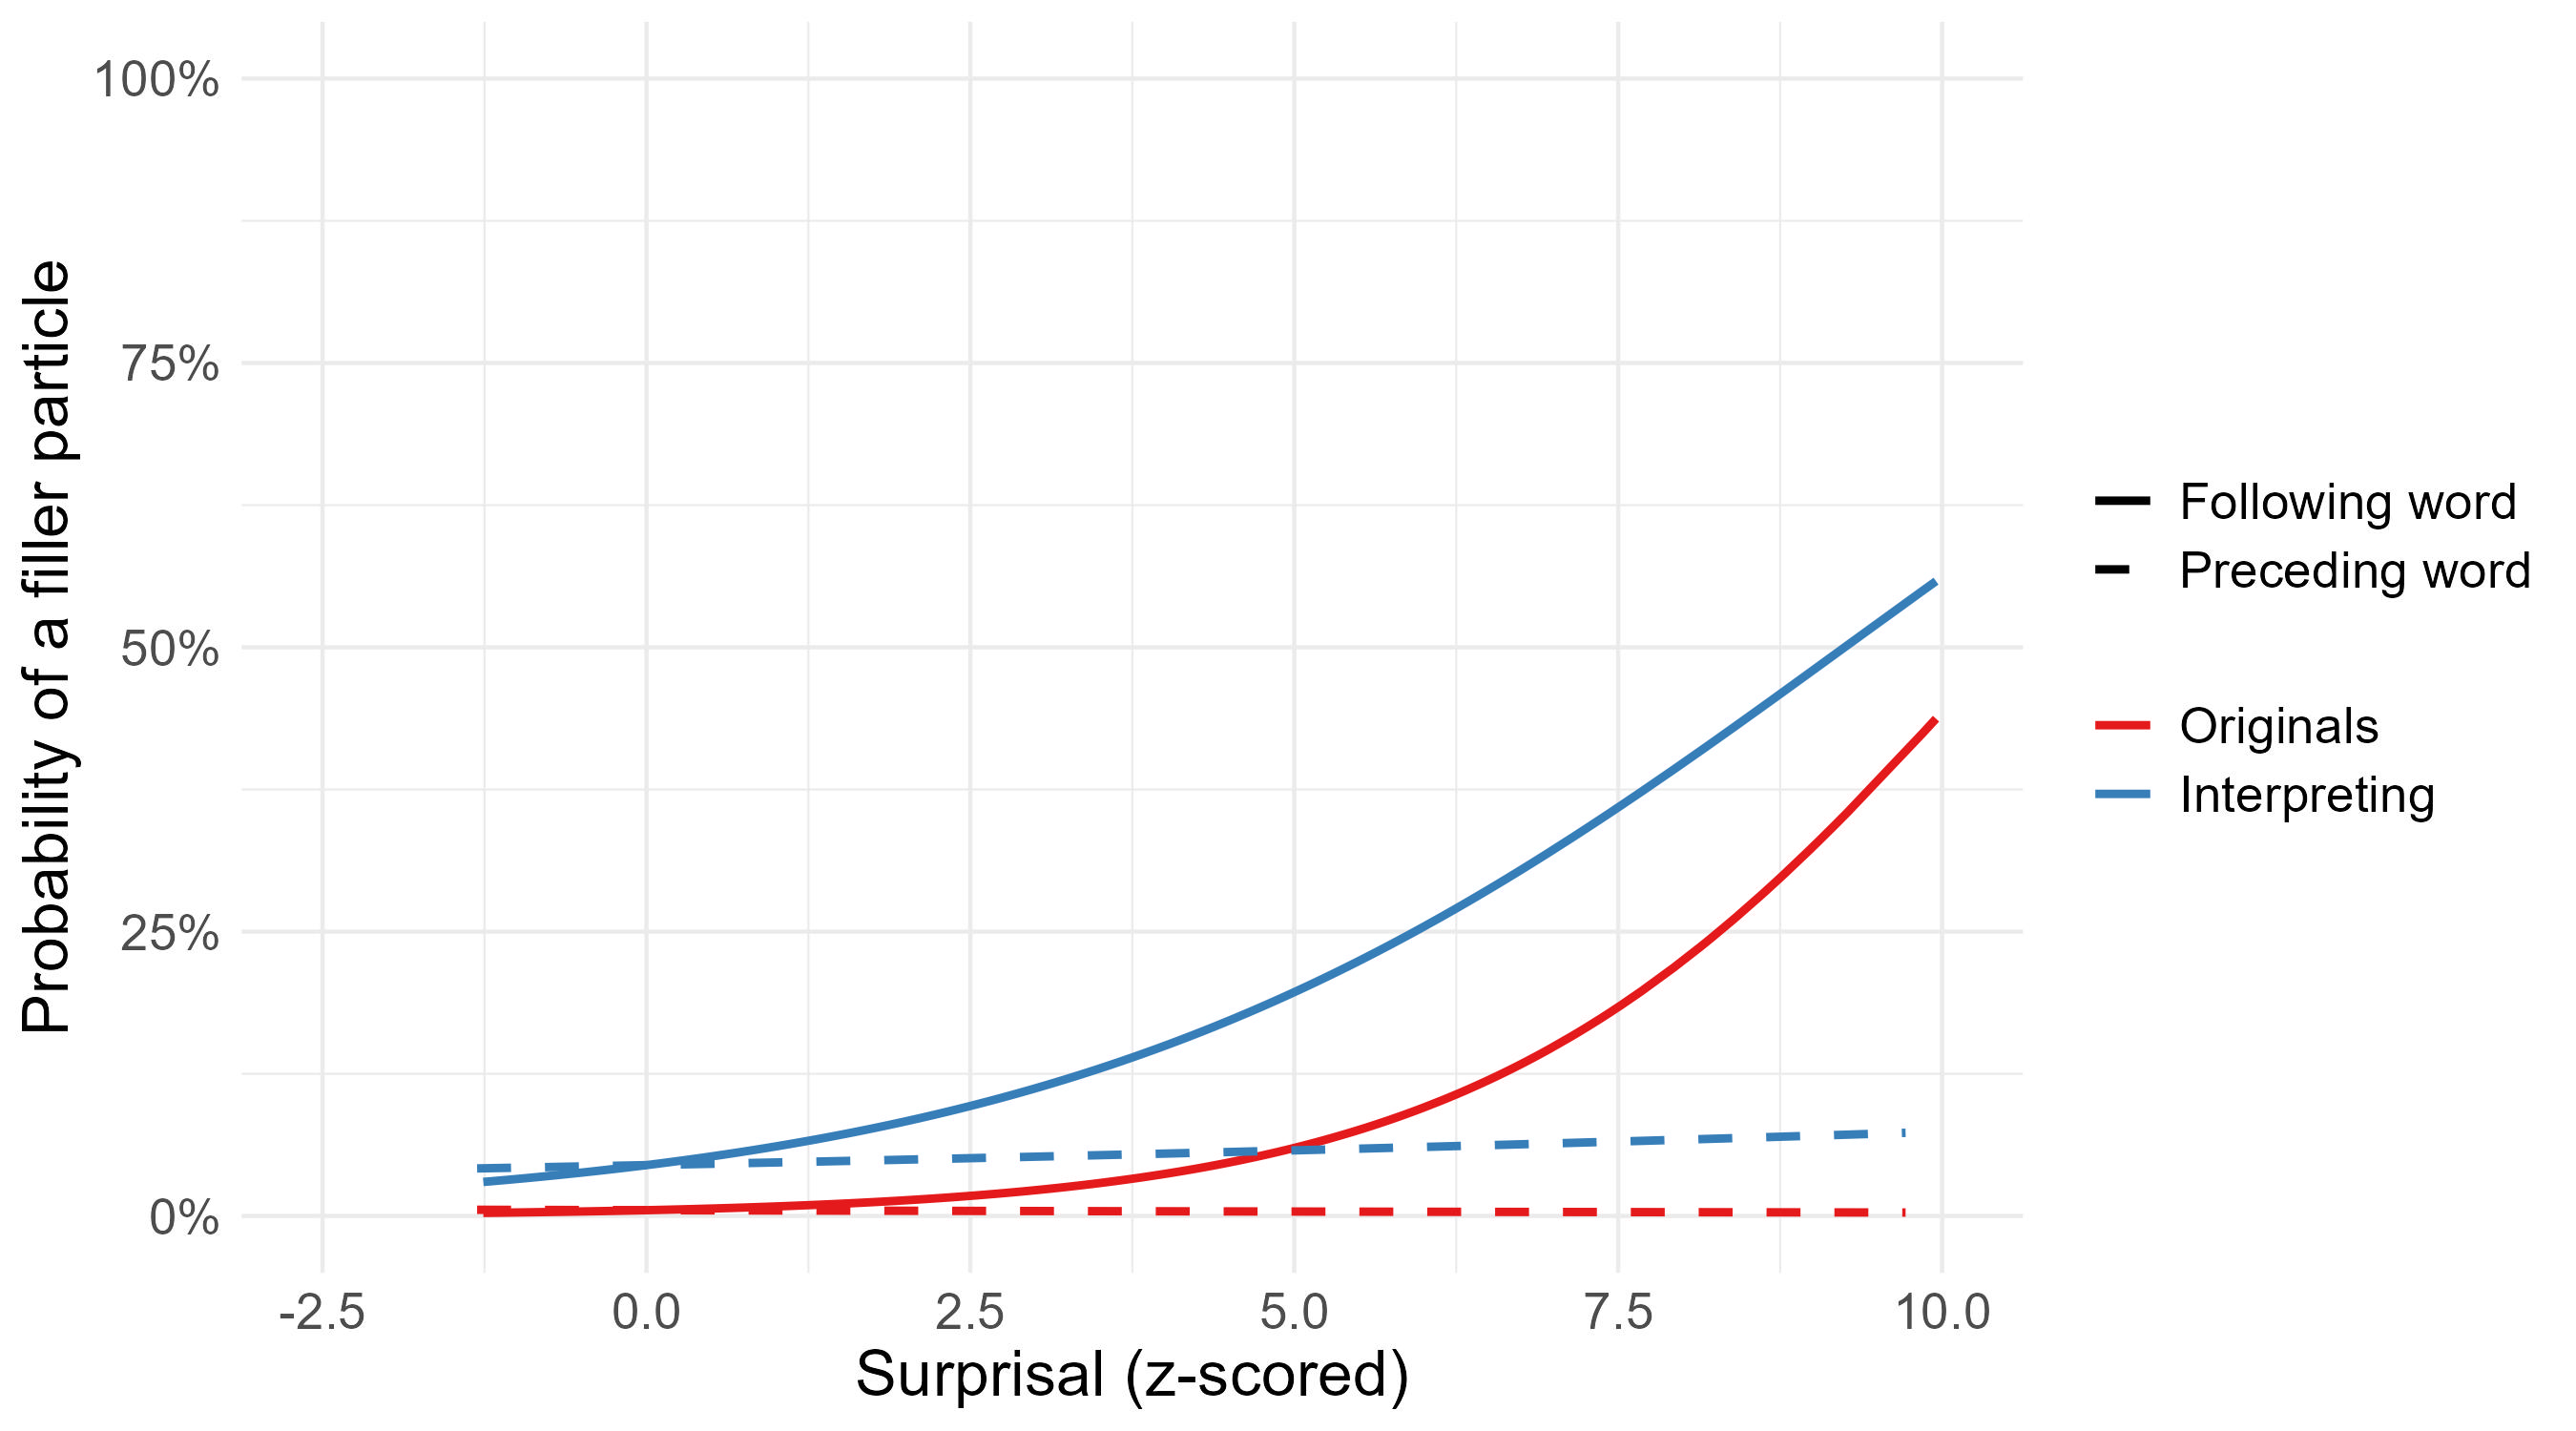 100%
75%
50%
25%
0%
Probability of a filler particle
-2.5 0.0 2.5 5.0 7.5 10.0
Surprisal (z-scored)
Following word
Preceding word
Originals
Interpreting